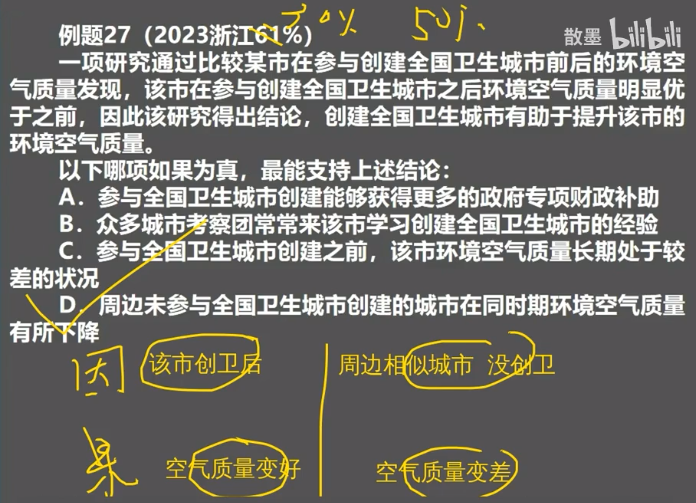 30% 50%
散墨 bilibili
例题27（2023浙江61%）
一项研究通过比较某市在参与创建全国卫生城市前后的环境空
气质量发现，该市在参与创建全国卫生城市之后环境空气质量明显优
于之前，因此该研究得出结论，创建全国卫生城市有助于提升该市的
环境空气质量。
以下哪项如果为真，最能支持上述结论：
A．参与全国卫生城市创建能够获得更多的政府专项财政补助
B．众多城市考察团常常来该市学习创建全国卫生城市的经验
C．参与全国卫生城市创建之前，该市环境空气质量长期处于较
差的状况
D．周边未参与全国卫生城市创建的城市在同时期环境空气质量
有所下降
因 该市创卫后 周边相似城市 没创卫
果 空气质量变好 空气质量变差